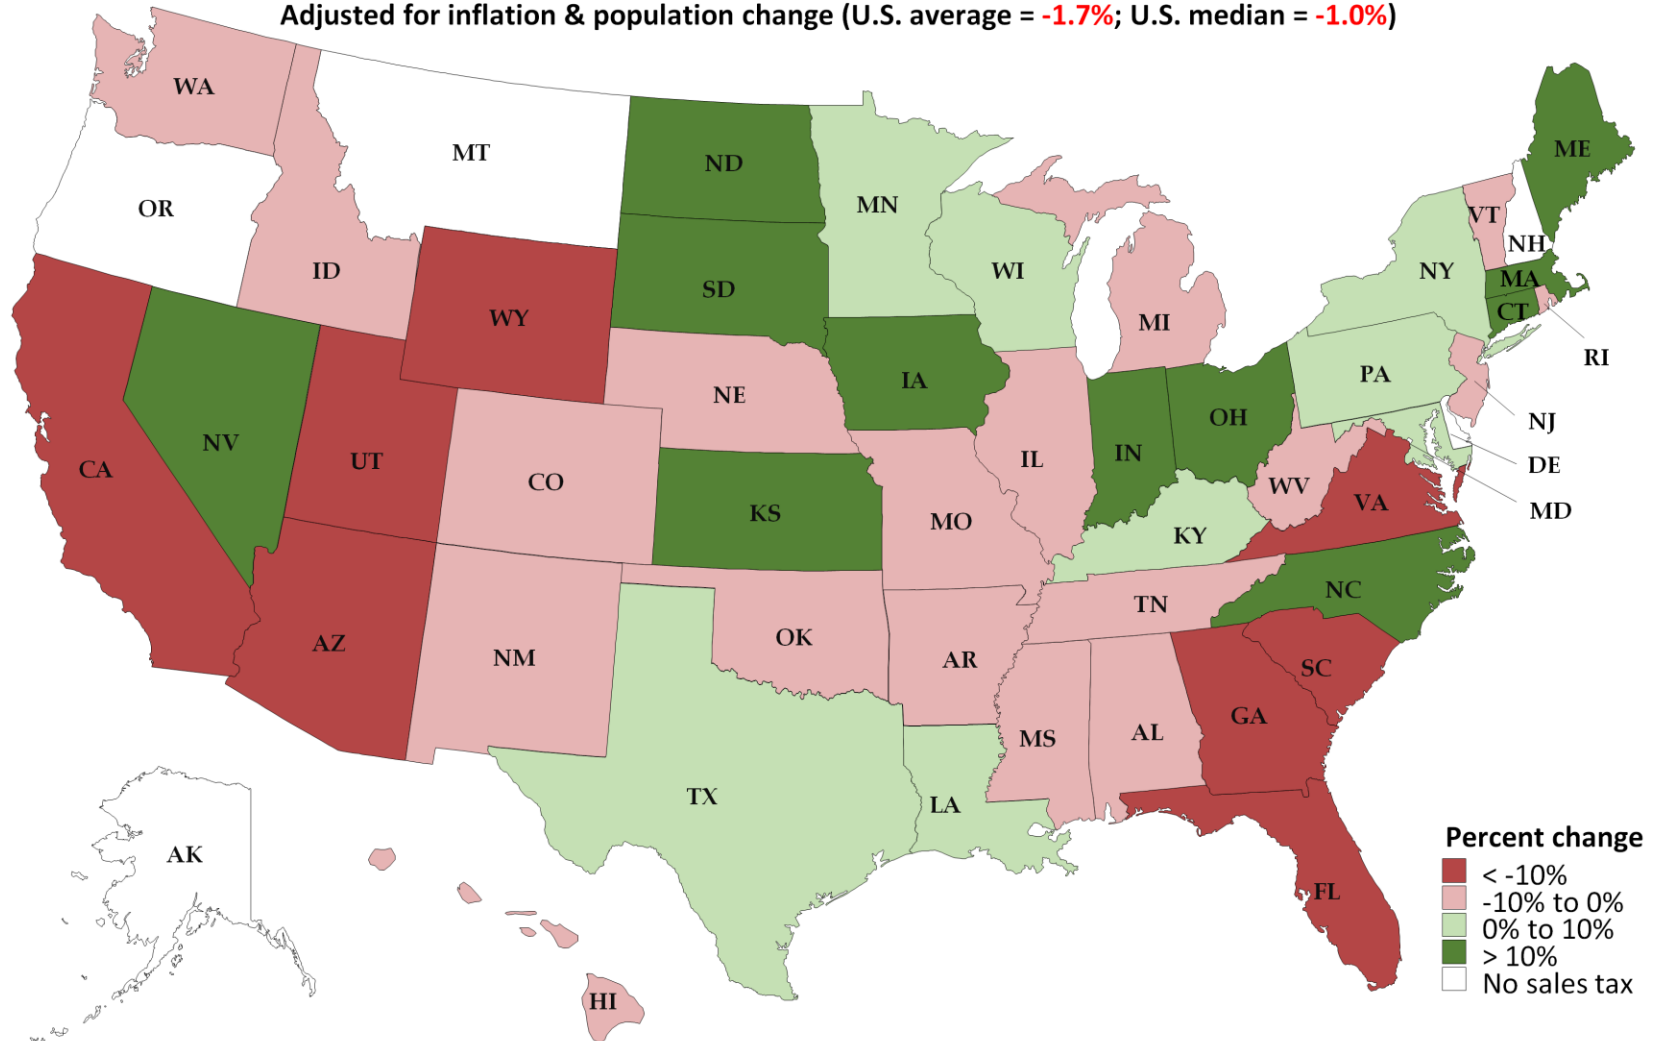 Adjusted for inflation & population change (U.S. average = -1.7%; U.S. median = -1.0%)
WA
MT
ND
MN
ME
OR
ID
WY
SD
WI
MI
NY
VT
NH
MA
CT
RI
NV
UT
CA
CO
NE
IA
IL
IN
OH
PA
NJ
DE
MD
KS
MO
KY
WV
VA
AZ
NM
OK
AR
TN
NC
SC
TX
LA
MS
AL
GA
FL
AK
HI
Percent change
< -10%
-10% to 0%
0% to 10%
> 10%
No sales tax